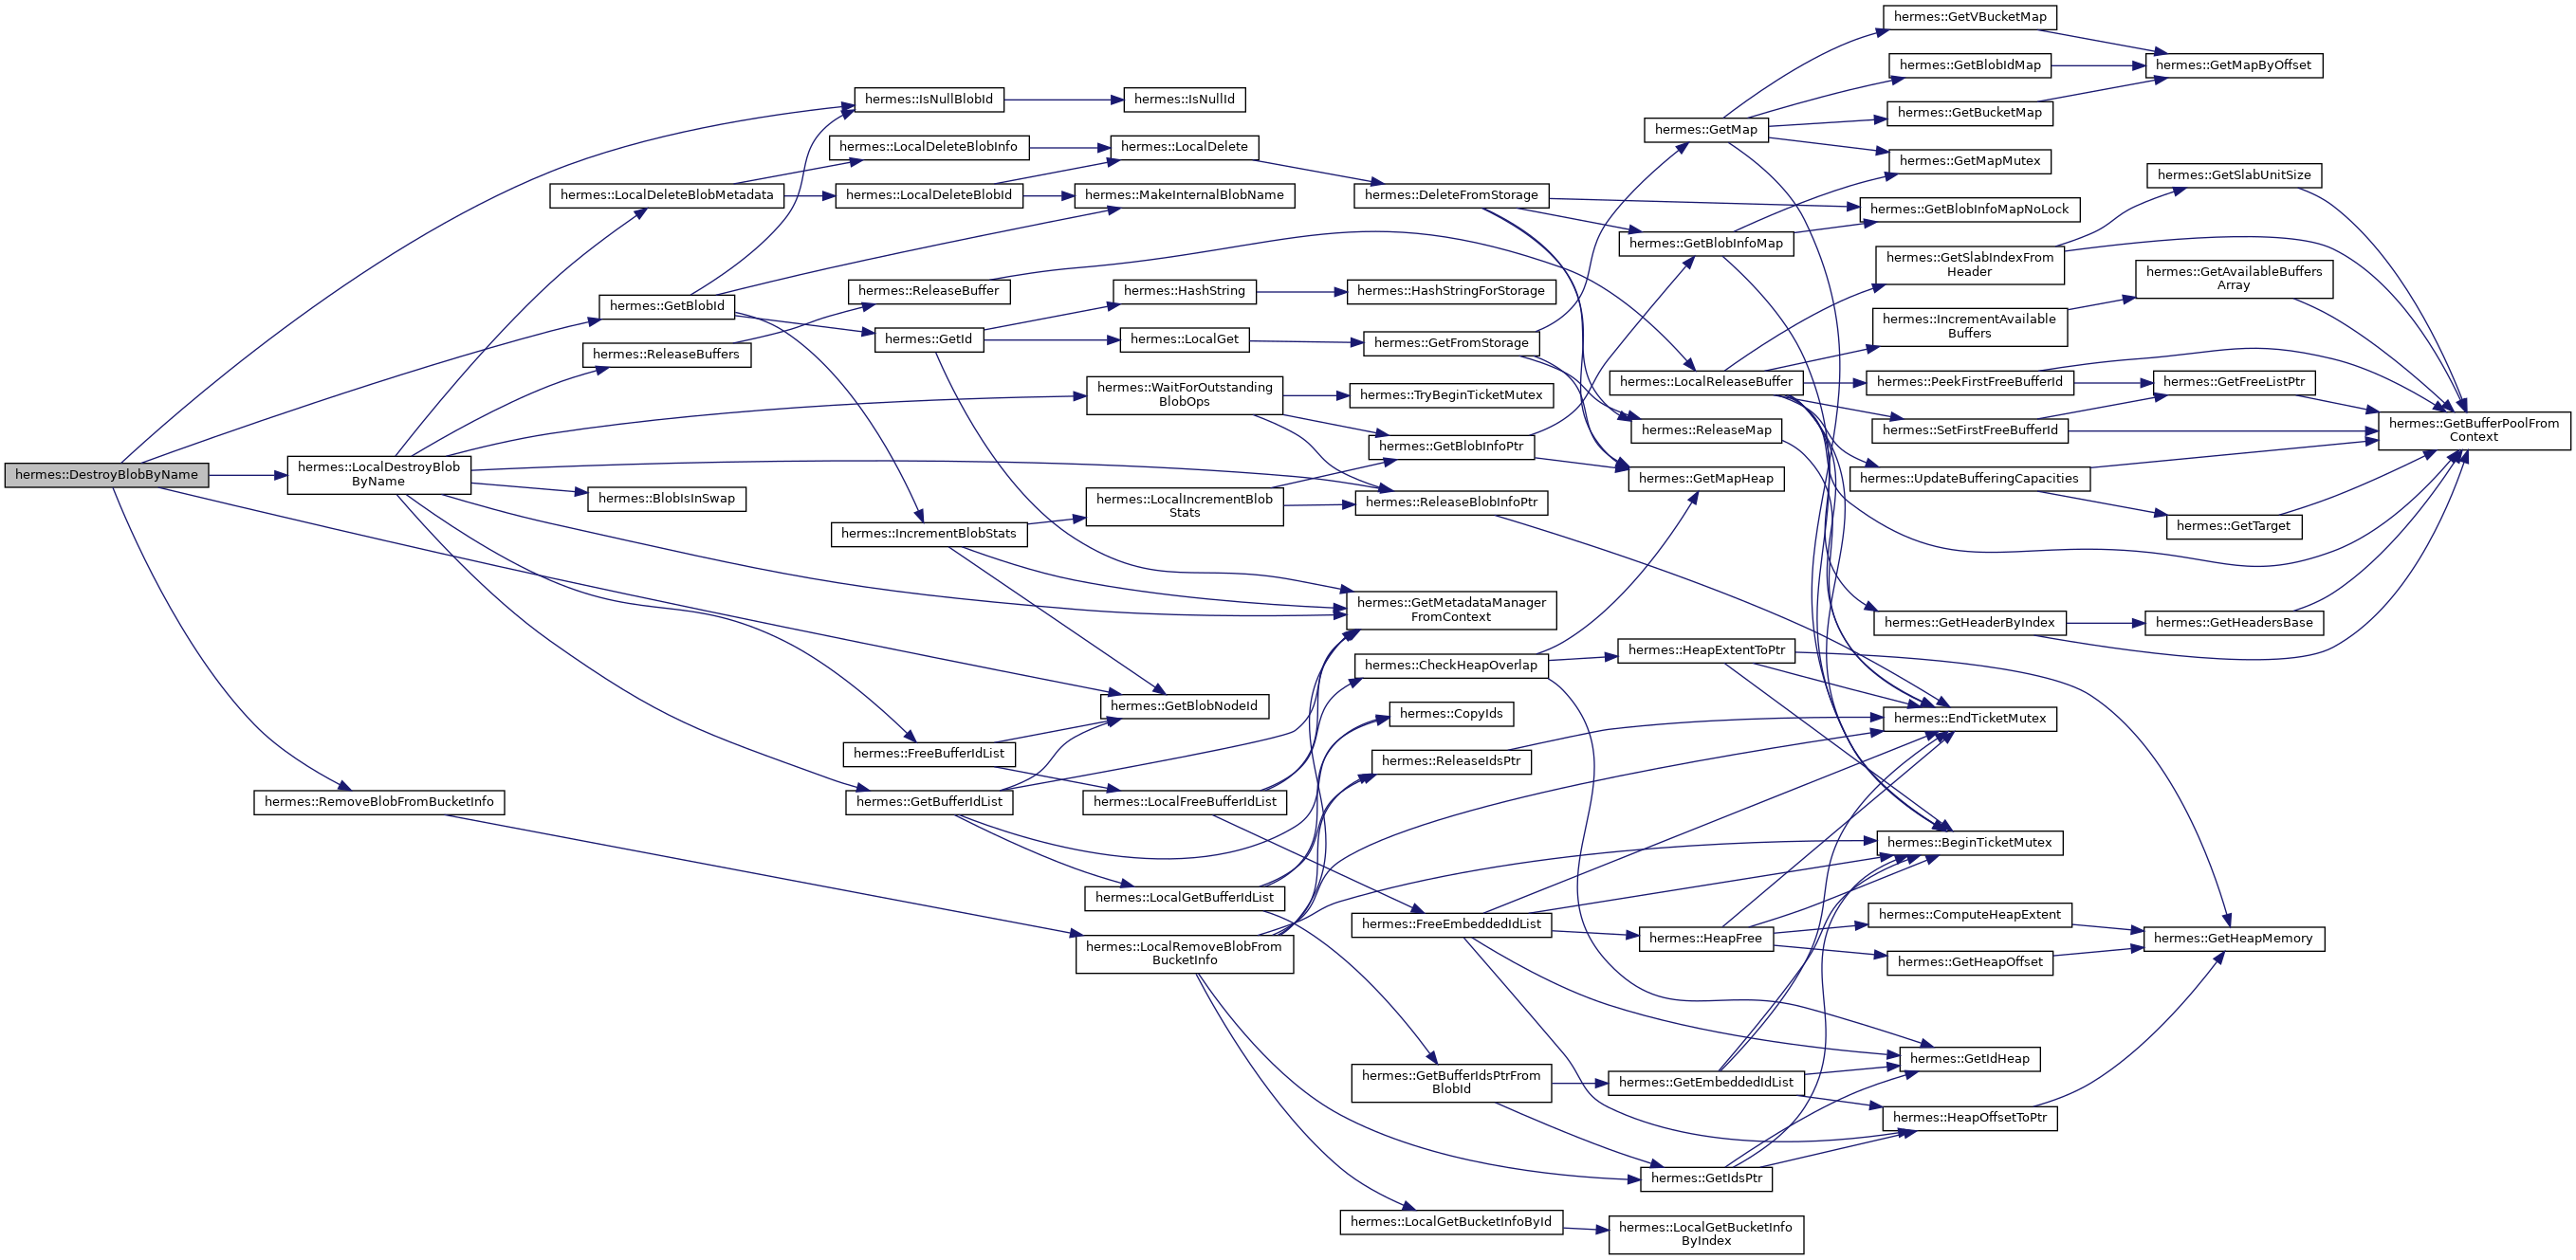 hermes::DestroyBlobByName
hermes::LocalDestroyBlob
ByName
hermes::RemoveBlobFromBucketInfo
hermes::LocalDeleteBlobMetadata
hermes::GetBlobId
hermes::ReleaseBuffers
hermes::BlobIsInSwap
hermes::IsNullBlobId
hermes::LocalDeleteBlobInfo
hermes::LocalDeleteBlobId
hermes::ReleaseBuffer
hermes::GetId
hermes::IncrementBlobStats
hermes::FreeBufferIdList
hermes::GetBufferIdList
hermes::IsNullId
hermes::LocalDelete
hermes::MakeInternalBlobName
hermes::HashString
hermes::LocalGet
hermes::WaitForOutstanding
BlobOps
hermes::LocalIncrementBlob
Stats
hermes::GetBlobNodeId
hermes::LocalFreeBufferIdList
hermes::LocalGetBufferIdList
hermes::LocalRemoveBlobFrom
BucketInfo
hermes::DeleteFromStorage
hermes::HashStringForStorage
hermes::GetFromStorage
hermes::TryBeginTicketMutex
hermes::GetBlobInfoPtr
hermes::ReleaseBlobInfoPtr
hermes::GetMetadataManager
FromContext
hermes::CheckHeapOverlap
hermes::CopyIds
hermes::ReleaseIdsPtr
hermes::FreeEmbeddedIdList
hermes::GetBufferIdsPtrFrom
BlobId
hermes::LocalGetBucketInfoById
hermes::GetMap
hermes::GetBlobInfoMap
hermes::LocalReleaseBuffer
hermes::ReleaseMap
hermes::GetMapHeap
hermes::HeapExtentToPtr
hermes::HeapFree
hermes::GetEmbeddedIdList
hermes::GetIdsPtr
hermes::LocalGetBucketInfo
ByIndex
hermes::GetVBucketMap
hermes::GetBlobIdMap
hermes::GetBucketMap
hermes::GetMapMutex
hermes::GetBlobInfoMapNoLock
hermes::GetSlabIndexFrom
Header
hermes::IncrementAvailable
Buffers
hermes::PeekFirstFreeBufferId
hermes::SetFirstFreeBufferId
hermes::UpdateBufferingCapacities
hermes::GetHeaderByIndex
hermes::EndTicketMutex
hermes::BeginTicketMutex
hermes::ComputeHeapExtent
hermes::GetHeapOffset
hermes::GetIdHeap
hermes::HeapOffsetToPtr
hermes::GetMapByOffset
hermes::GetSlabUnitSize
hermes::GetAvailableBuffers
Array
hermes::GetFreeListPtr
hermes::GetTarget
hermes::GetHeadersBase
hermes::GetHeapMemory
hermes::GetBufferPoolFrom
Context